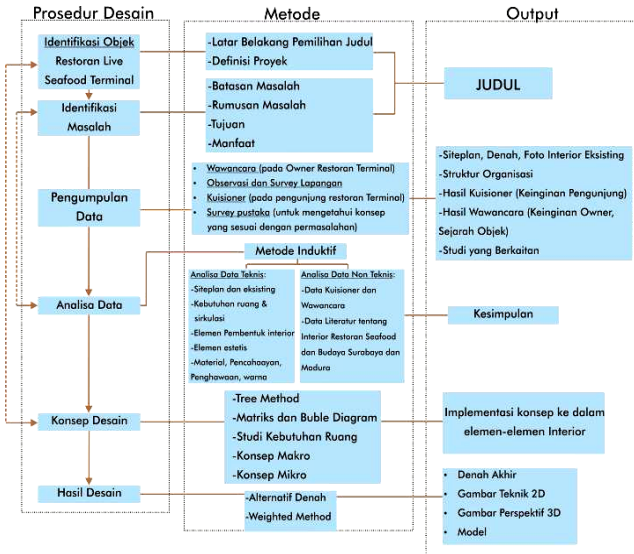 Prosedur Desain
Metode
Output
Identifikasi Objek
Restoran Live
Seafood Terminal
-Latar Belakang Pemilihan Judul
-Definisi Proyek
JUDUL
Identifikasi
Masalah
-Batasan Masalah
-Rumusan Masalah
-Tujuan
-Manfaat
Pengumpulan
Data
• Wawancara (pada Owner Restoran Terminal)
• Observasi dan Survey Lapangan
• Kuisioner (pada pengunjung restoran Terminal)
• Survey pustaka (untuk mengetahui konsep
yang sesuai dengan permasalahan)
-Siteplan, Denah, Foto Interior Eksisting
-Struktur Organisasi
-Hasil Kuisioner (Keinginan Pengunjung)
-Hasil Wawancara (Keinginan Owner,
Sejarah Objek)
-Studi yang Berkaitan
Analisa Data
Metode Induktif
Analisa Data Teknis:
-Siteplan dan eksisting
-Kebutuhan ruang &
sirkulasi
-Elemen Pembentuk interior
-Elemen estetis
-Material, Pencahoayan,
Penghawaan, warna
Analisa Data Non Teknis:
-Data Kuisioner dan
Wawancara
-Data Literatur tentang
Interior Restoran Seafood
dan Budaya Surabaya dan
Madura
Kesimpulan
Konsep Desain
-Tree Method
-Matriks dan Buble Diagram
-Studi Kebutuhan Ruang
-Konsep Makro
-Konsep Mikro
Implementasi konsep ke dalam
elemen-elemen Interior
Hasil Desain
-Alternatif Denah
-Weighted Method
• Denah Akhir
• Gambar Teknik 2D
• Gambar Perspektif 3D
• Model